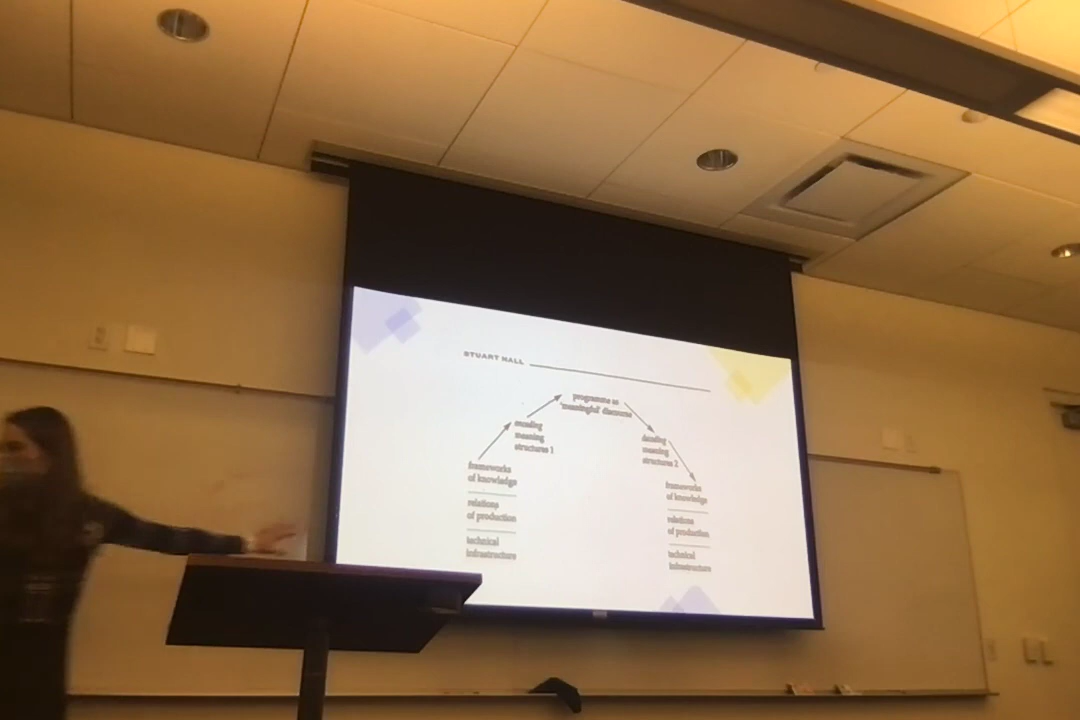 STUART HALL
programme as
'meaningful' discourse
encoding
meaning
structures 1
decoding
meaning
structures 2
frameworks
of knowledge
relations
of production
technical
infrastructure
frameworks
of knowledge
relations
of production
technical
infrastructure